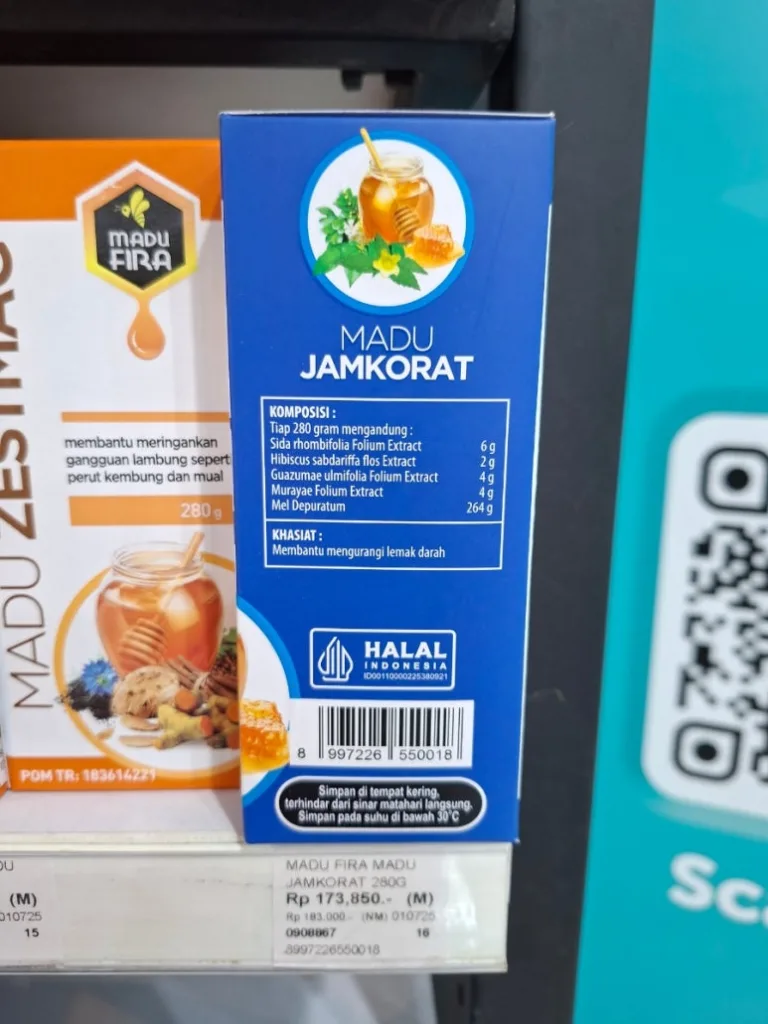 MADU
FIRA
MADU ZESTMAG
membantu meringankan
gangguan lambung sepert
perut kembung dan mual
280 g
POM TR: 183614221
MADU
JAMKORAT
KOMPOSISI :
Tiap 280 gram mengandung :
Sida rhombifolia Folium Extract 6 g
Hibiscus sabdariffa flos Extract 2 g
Guazumae ulmifolia Folium Extract 4 g
Murayae Folium Extract 4 g
Mel Depuratum 264 g
KHASIAT :
Membantu mengurangi lemak darah
HALAL
INDONESIA
ID00110000225380921
8 997226 550018
Simpan di tempat kering,
terhindar dari sinar matahari langsung.
Simpan pada suhu di bawah 30°C
DU
(M)
010725
15
MADU FIRA MADU
JAMKORAT 280G
Rp 173,850.- (M)
Rp 183.000.- (NM) 010725
0908867 16
8997226550018
Sc